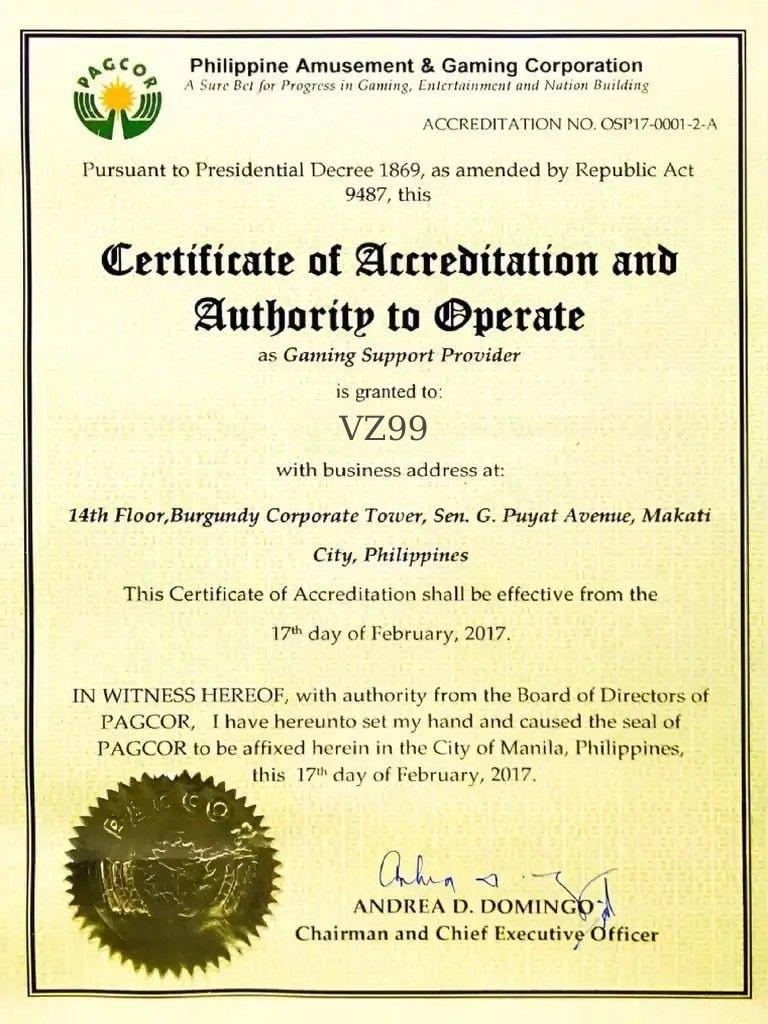 PAGCOR
Philippine Amusement & Gaming Corporation
A Sure Bet for Progress in Gaming, Entertainment and Nation Building
ACCREDITATION NO. OSP17-0001-2-A
Pursuant to Presidential Decree 1869, as amended by Republic Act
9487, this
Certificate of Accreditation and
Authority to Operate
as Gaming Support Provider
is granted to:
VZ99
with business address at:
14th Floor,Burgundy Corporate Tower, Sen. G. Puyat Avenue, Makati
City, Philippines
This Certificate of Accreditation shall be effective from the
17th day of February, 2017.
IN WITNESS HEREOF, with authority from the Board of Directors of
PAGCOR, I have hereunto set my hand and caused the seal of
PAGCOR to be affixed herein in the City of Manila, Philippines,
this 17th day of February, 2017.
PAGCOR
ANDREA D. DOMINGO
Chairman and Chief Executive Officer